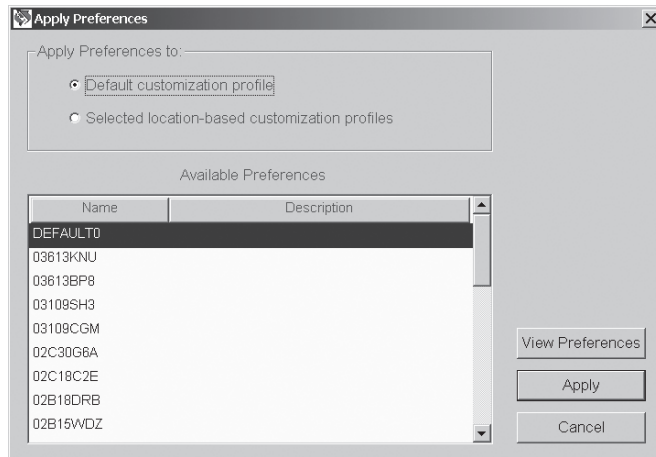 Apply Preferences
Apply Preferences to:
Default customization profile
Selected location-based customization profiles
Available Preferences
Name Description
DEFAULT0
03613KNU
03613BP8
03109SH3
03109CGM
02C30G6A
02C18C2E
02B18DRB
02B15WDZ
View Preferences
Apply
Cancel